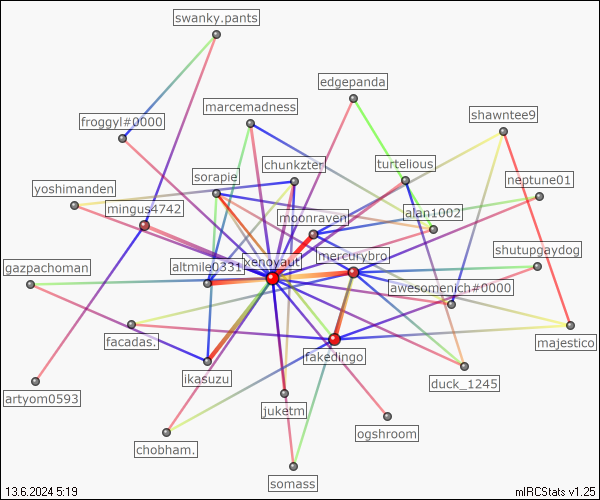 swanky.pants
edgepanda
marcemadness
shawntee9
froggyl#0000
chunkzter
turtelious
sorapie
neptune01
yoshimanden
mingus4742
moonraven
alan1002
shutupgaydog
xenoyaut
mercurybro
gazpachoman
altmile0331
awesomenich#0000
facadas.
fakedingo
majestico
ikasuzu
duck_1245
artyom0593
juketm
ogshroom
chobham.
somass
13.6.2024 5:19
mIRCStats v1.25